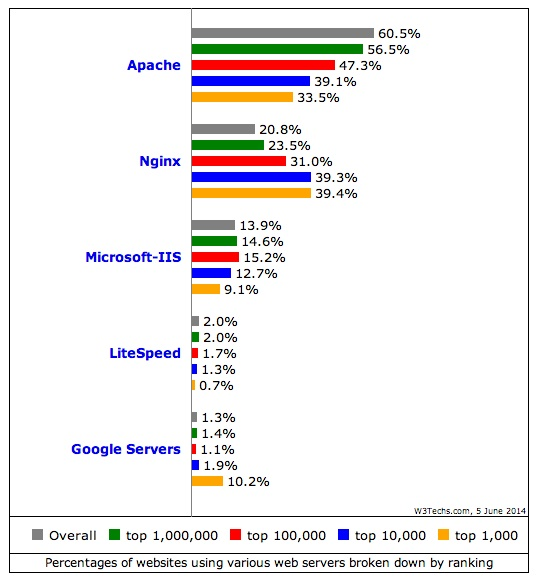 60.5%
56.5%
Apache 47.3%
39.1%
33.5%
20.8%
23.5%
Nginx 31.0%
39.3%
39.4%
13.9%
14.6%
Microsoft-IIS 15.2%
12.7%
9.1%
2.0%
2.0%
LiteSpeed 1.7%
1.3%
0.7%
1.3%
1.4%
Google Servers 1.1%
1.9%
10.2%
W3Techs.com, 5 June 2014
Overall top 1,000,000 top 100,000 top 10,000 top 1,000
Percentages of websites using various web servers broken down by ranking